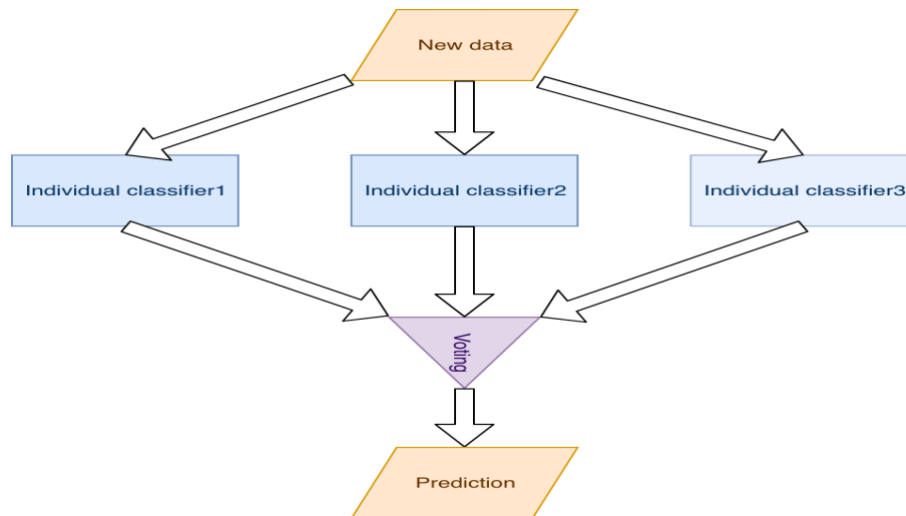 New data
Individual classifier1
Individual classifier2
Individual classifier3
Voting
Prediction